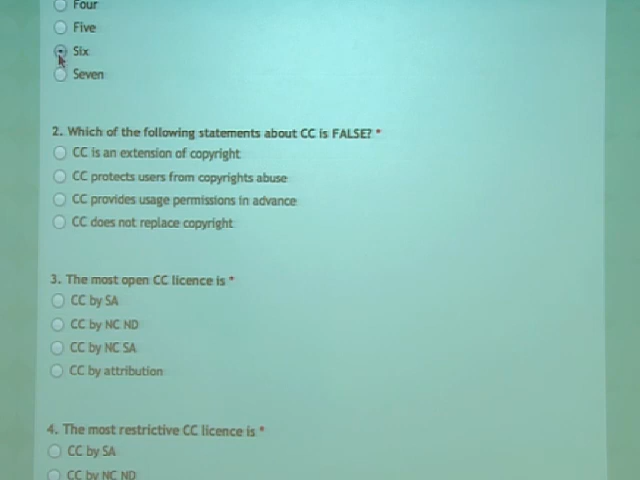 Four
Five
Six
Seven
2. Which of the following statements about CC is FALSE? *
CC is an extension of copyright
CC protects users from copyrights abuse
CC provides usage permissions in advance
CC does not replace copyright
3. The most open CC licence is *
CC by SA
CC by NC ND
CC by NC SA
CC by attribution
4. The most restrictive CC licence is *
CC by SA
CC by NC ND